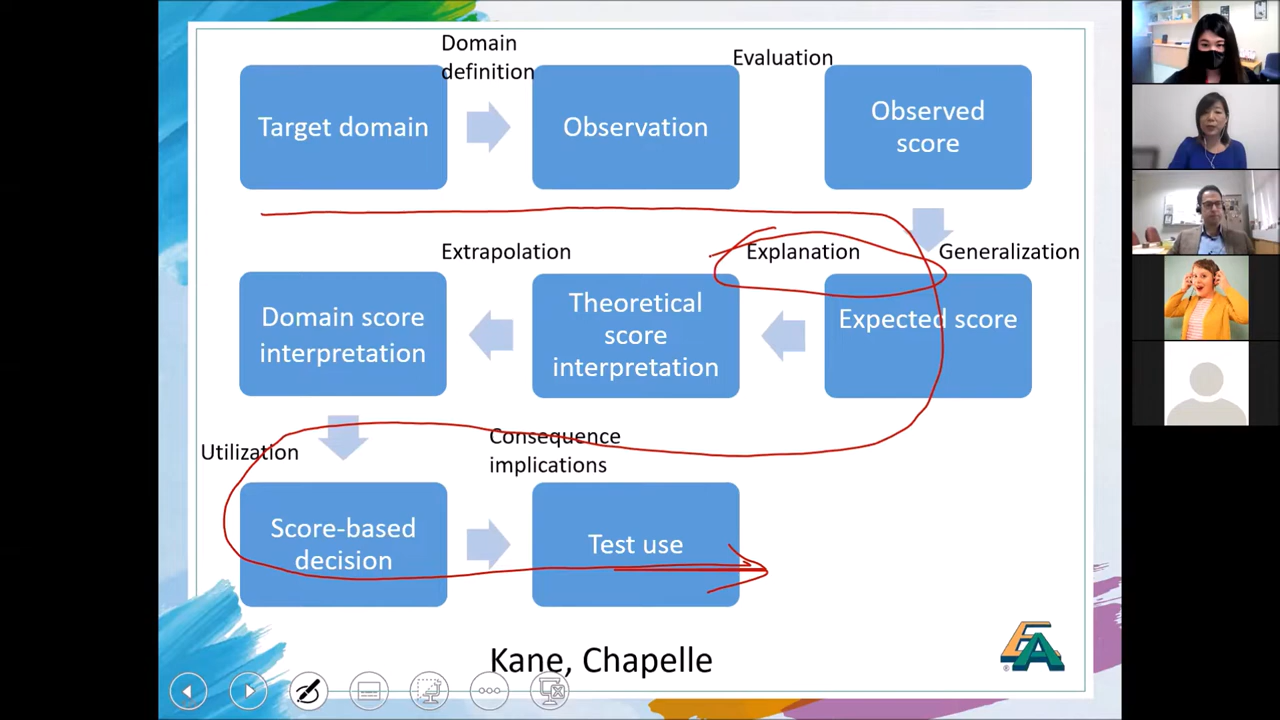 Domain
definition
Evaluation
Target domain
Observation
Observed
score
Extrapolation
Explanation
Generalization
Domain score
interpretation
Theoretical
score
interpretation
Expected score
Utilization
Consequence
implications
Score-based
decision
Test use
Kane, Chapelle
EA
®